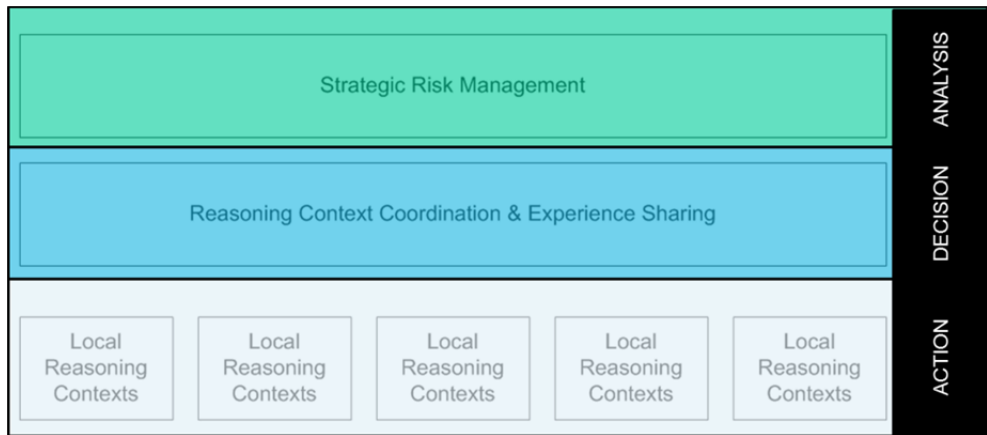 Strategic Risk Management
ANALYSIS
Reasoning Context Coordination & Experience Sharing
DECISION
Local
Reasoning
Contexts
Local
Reasoning
Contexts
Local
Reasoning
Contexts
Local
Reasoning
Contexts
Local
Reasoning
Contexts
ACTION